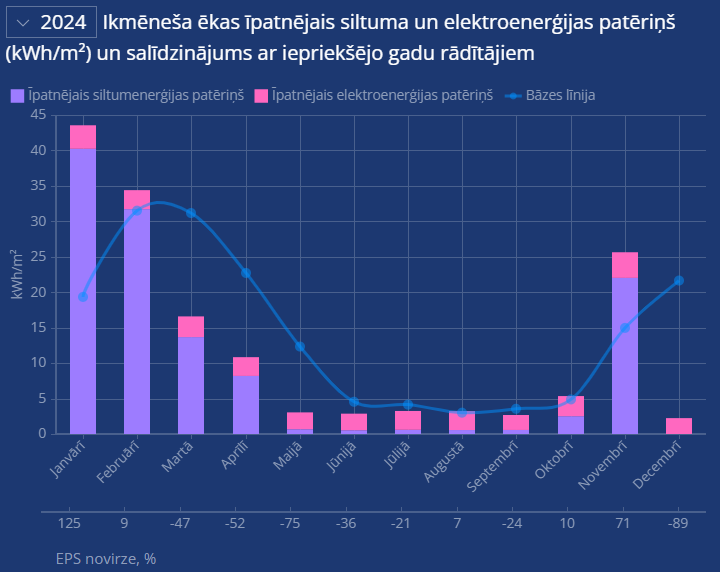 2024 Ikmēneša ēkas īpatnējais siltuma un elektroenerģijas patēriņš
(kWh/m²) un salīdzinājums ar iepriekšējo gadu rādītājiem
Īpatnējais siltumenerģijas patēriņš Īpatnējais elektroenerģijas patēriņš Bāzes līnija
45
40
35
30
25
20
15
10
5
0
kWh/m²
Janvārī Februārī Martā Aprīlī Maijā Jūnijā Jūlijā Augustā Septembrī Oktobrī Novembrī Decembrī
125 9 -47 -52 -75 -36 -21 7 -24 10 71 -89
EPS novirze, %